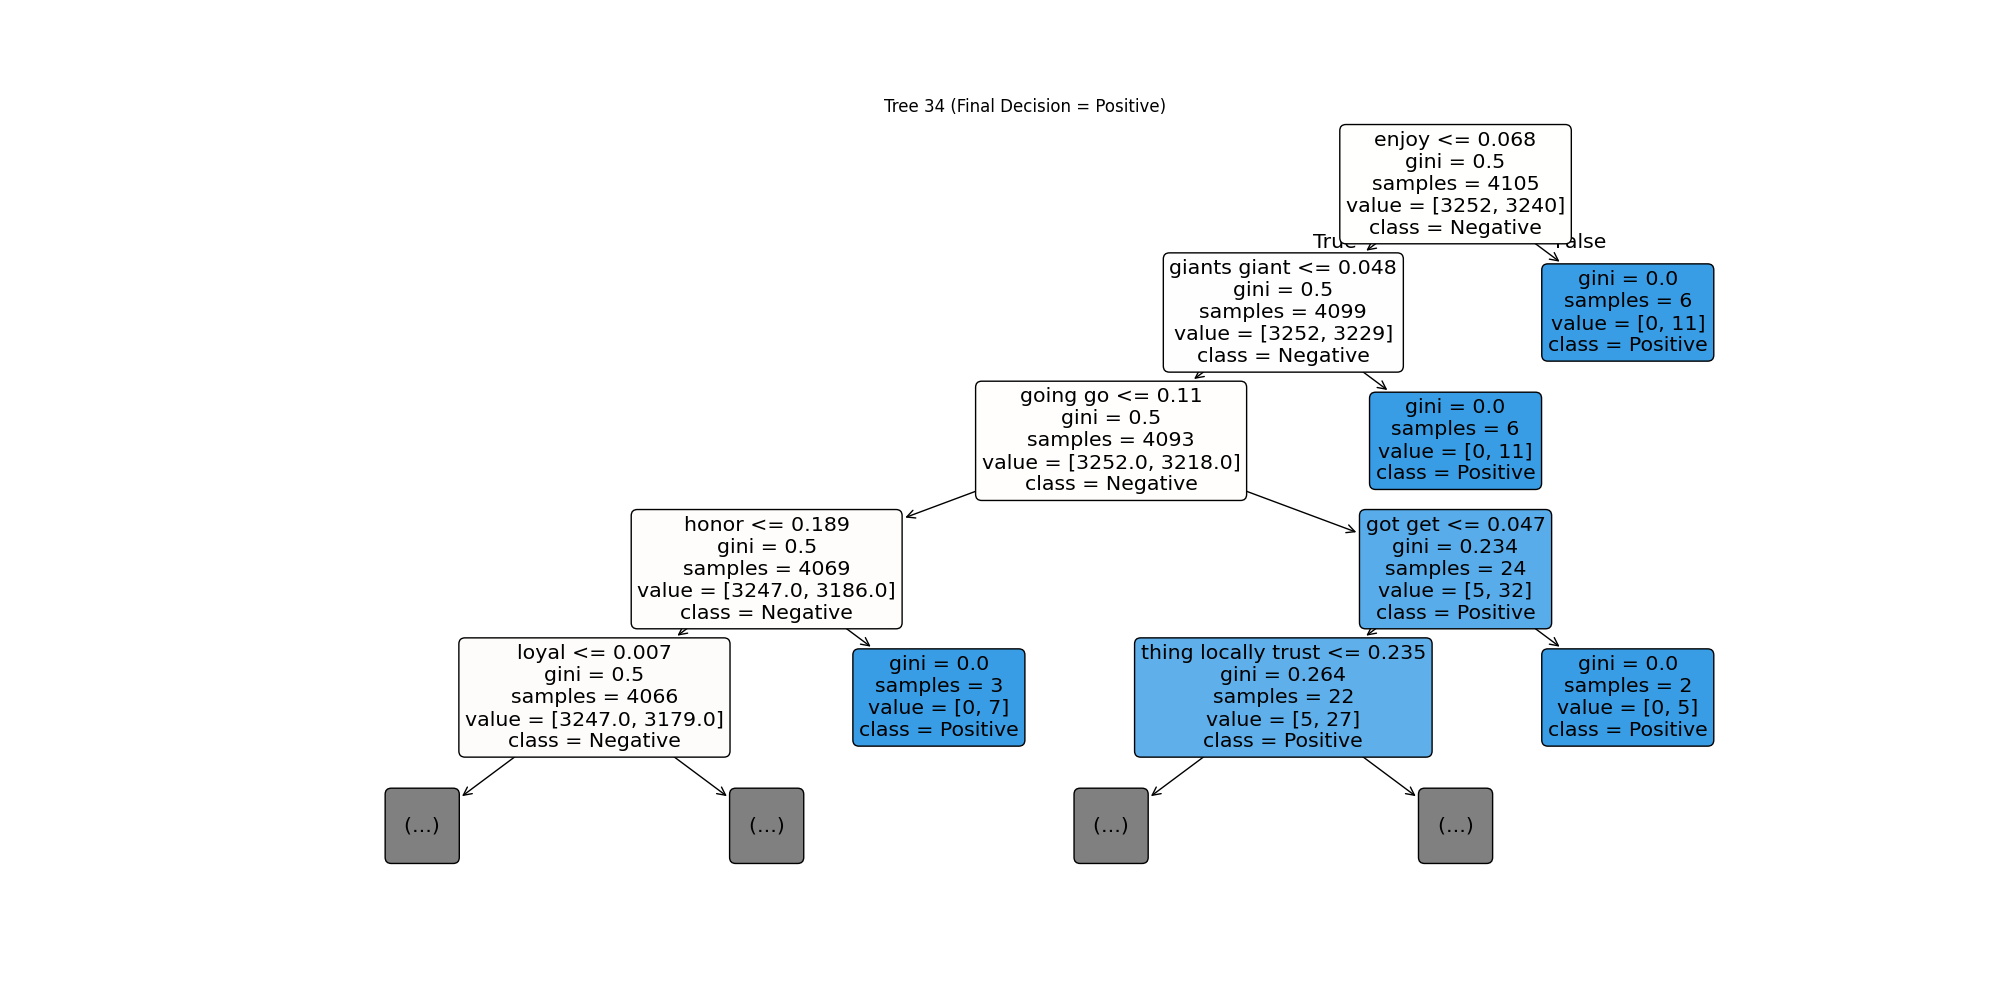 Tree 34 (Final Decision = Positive)
enjoy <= 0.068
gini = 0.5
samples = 4105
value = [3252, 3240]
class = Negative
True
False
giants giant <= 0.048
gini = 0.5
samples = 4099
value = [3252, 3229]
class = Negative
gini = 0.0
samples = 6
value = [0, 11]
class = Positive
going go <= 0.11
gini = 0.5
samples = 4093
value = [3252.0, 3218.0]
class = Negative
gini = 0.0
samples = 6
value = [0, 11]
class = Positive
honor <= 0.189
gini = 0.5
samples = 4069
value = [3247.0, 3186.0]
class = Negative
got get <= 0.047
gini = 0.234
samples = 24
value = [5, 32]
class = Positive
loyal <= 0.007
gini = 0.5
samples = 4066
value = [3247.0, 3179.0]
class = Negative
gini = 0.0
samples = 3
value = [0, 7]
class = Positive
thing locally trust <= 0.235
gini = 0.264
samples = 22
value = [5, 27]
class = Positive
gini = 0.0
samples = 2
value = [0, 5]
class = Positive
(...)
(...)
(...)
(...)